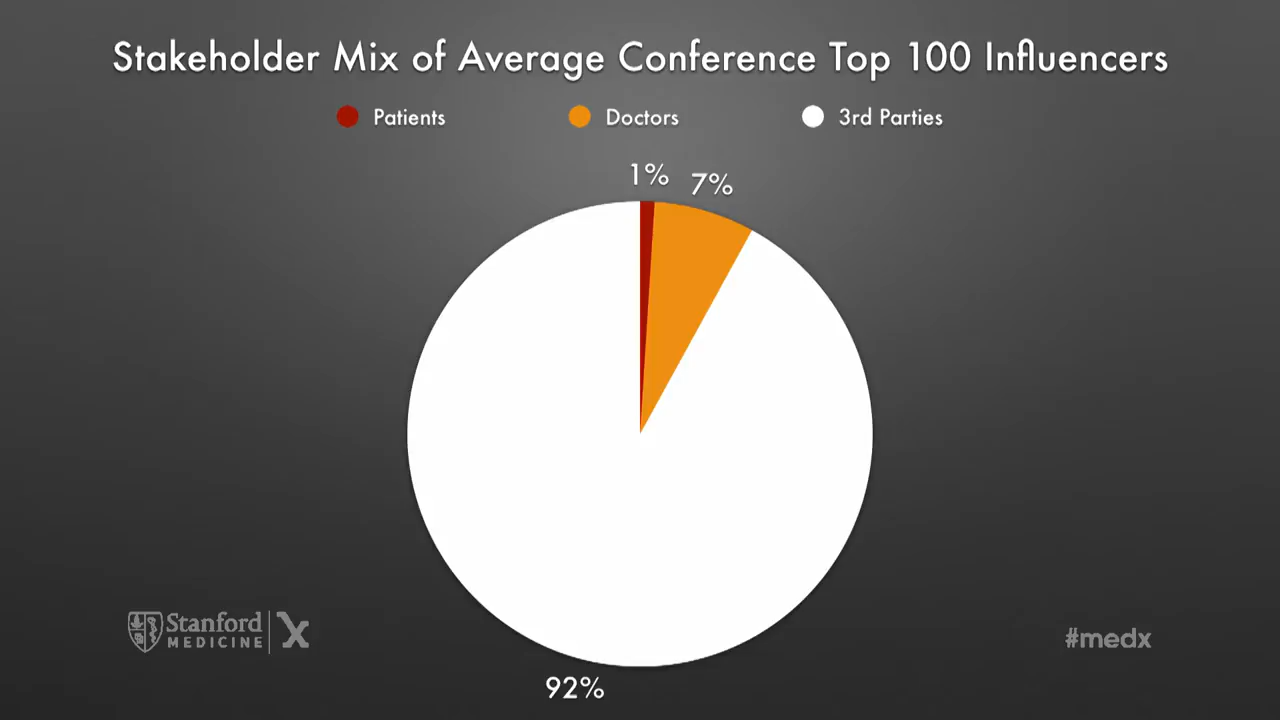 Stakeholder Mix of Average Conference Top 100 Influencers
Patients Doctors 3rd Parties
1% 7%
Stanford
MEDICINE X
#medx
92%